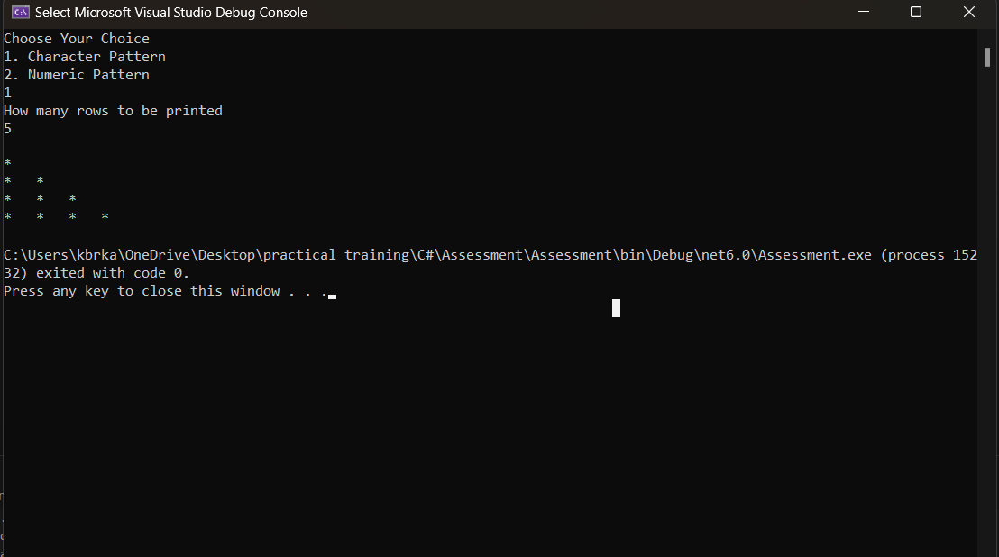 Select Microsoft Visual Studio Debug Console
Choose Your Choice
1. Character Pattern
2. Numeric Pattern
1
How many rows to be printed
5
*
*   *
*   *   *
*   *   *   *
C:\Users\kbrka\OneDrive\Desktop\practical training\C#\Assessment\Assessment\bin\Debug\net6.0\Assessment.exe (process 152
32) exited with code 0.
Press any key to close this window . . .